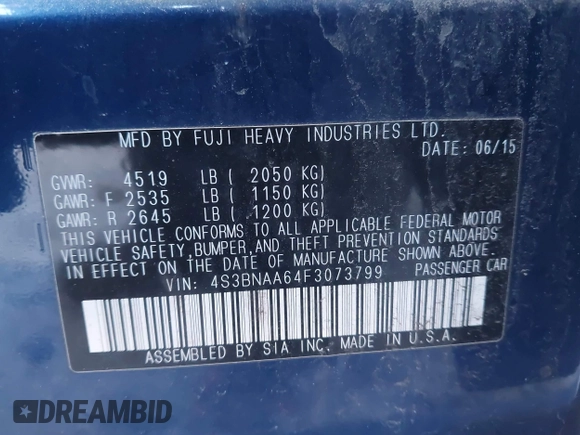 MFD BY FUJI HEAVY INDUSTRIES LTD.
DATE: 06/15
GVWR: 4519 LB ( 2050 KG)
GAWR: F 2535 LB ( 1150 KG)
GAWR: R 2645 LB ( 1200 KG)
THIS VEHICLE CONFORMS TO ALL APPLICABLE FEDERAL MOTOR
VEHICLE SAFETY, BUMPER, AND THEFT PREVENTION STANDARDS
IN EFFECT ON THE DATE OF MANUFACTURE SHOWN ABOVE.
VIN: 4S3BNAA64F3073799 PASSENGER CAR
ASSEMBLED BY SIA INC. MADE IN U.S.A.
DREAMBID